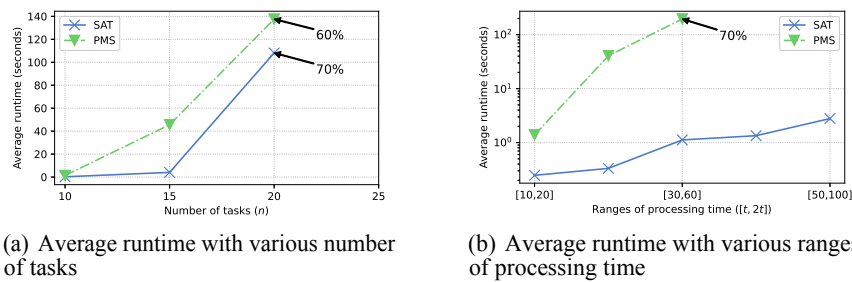 140
120
100
80
60
40
20
0
Average runtime (seconds)
SAT
PMS
60%
70%
10
15
20
25
Number of tasks (n)
(a) Average runtime with various number
of tasks
10²
10⁰
Average runtime (seconds)
SAT
PMS
70%
[10,20]
[30,60]
[50,100]
Ranges of processing time ([t, 2t])
(b) Average runtime with various range
of processing time